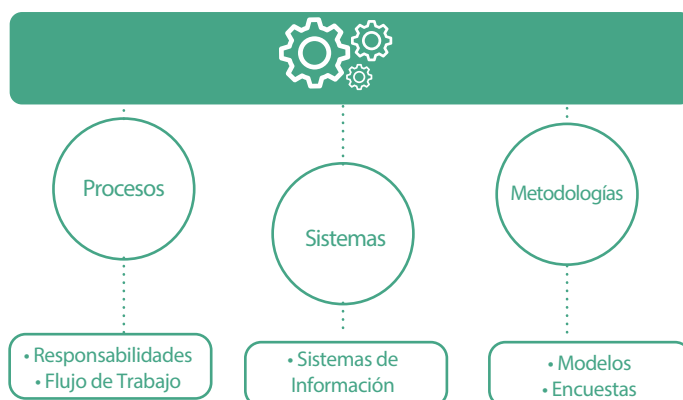 Procesos
Sistemas
Metodologías
• Responsabilidades
• Flujo de Trabajo
• Sistemas de
Información
• Modelos
• Encuestas